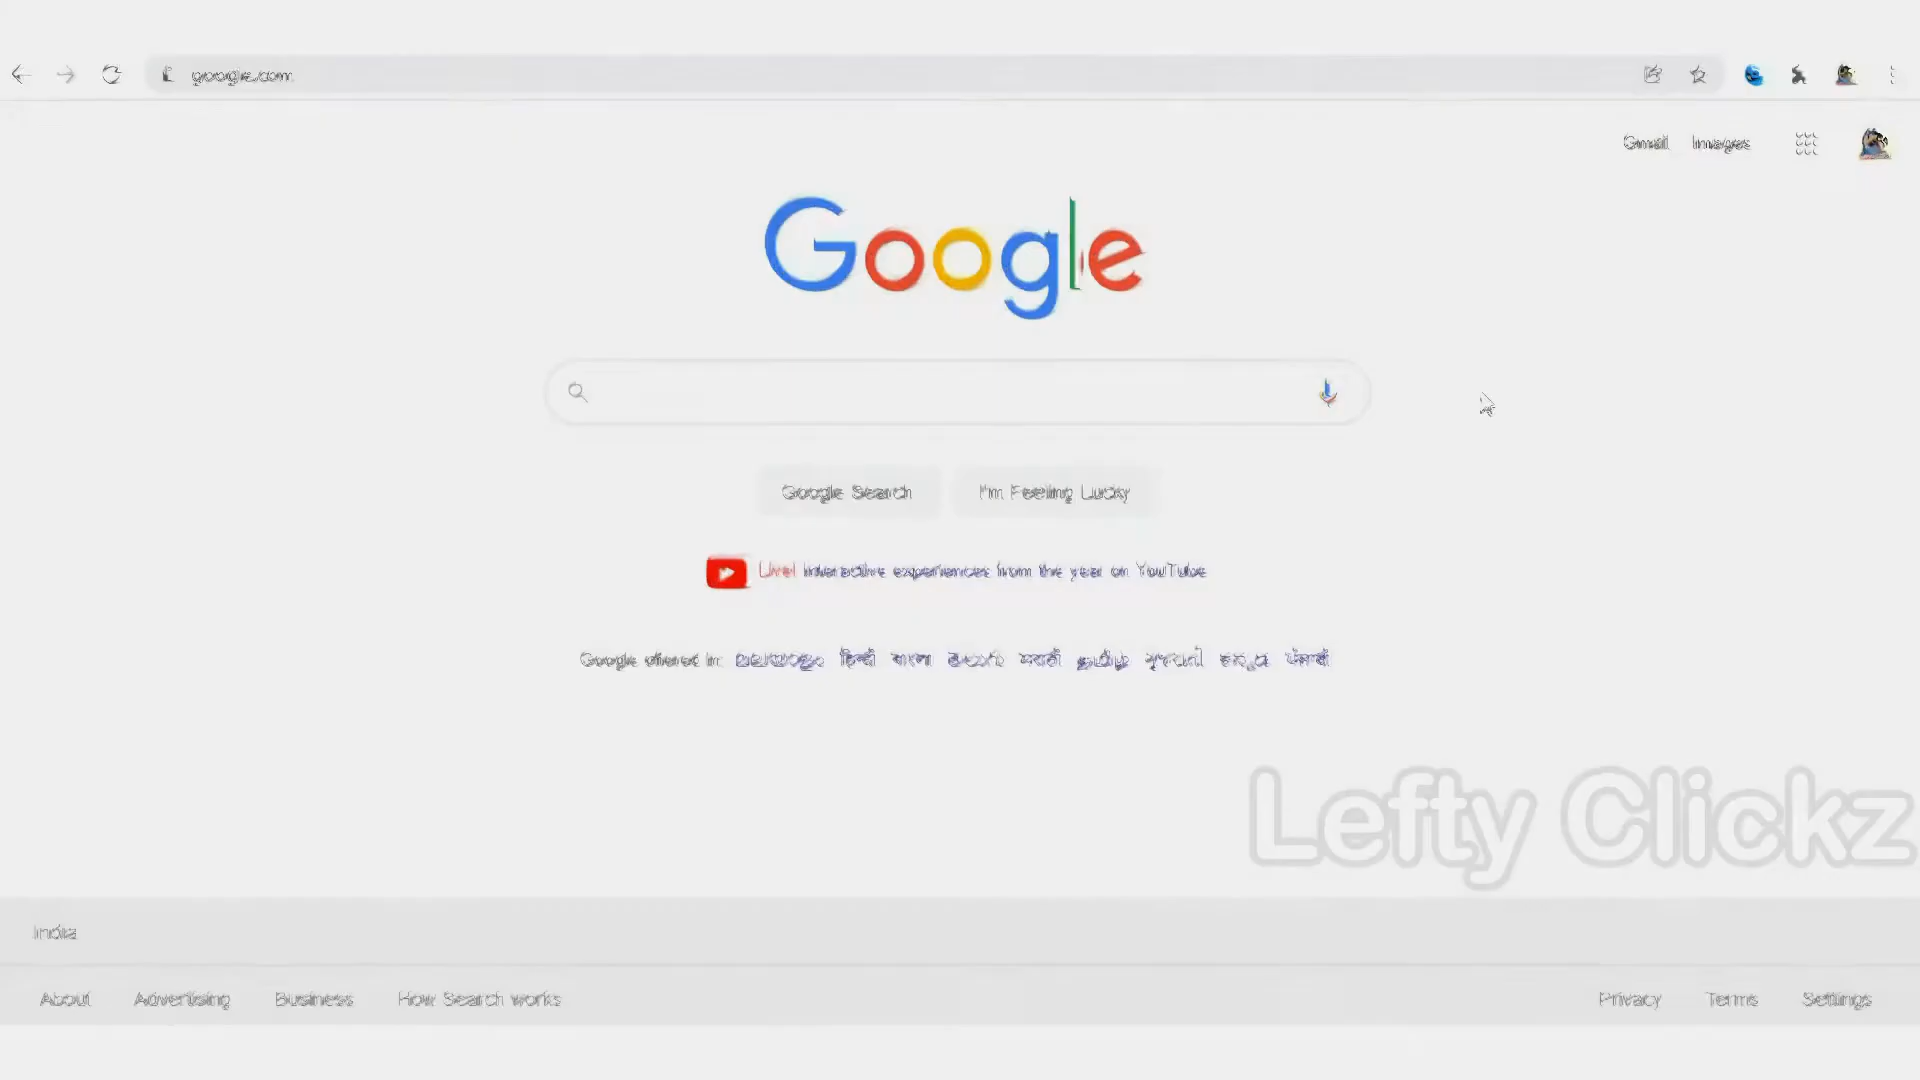 google.com
Gmail Images
Google
Google Search I'm Feeling Lucky
Live! Interactive experiences from the year on YouTube
Google offered in: हिन्दी বাংলা తెలుగు मराठी தமிழ் ગુજરાતી ಕನ್ನಡ മലയാളം ਪੰਜਾਬੀ
Lefty Clickz
India
About Advertising Business How Search works
Privacy Terms Settings